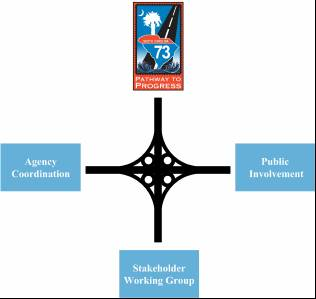 73
PATHWAY TO
PROGRESS
Agency
Coordination
Public
Involvement
Stakeholder
Working Group